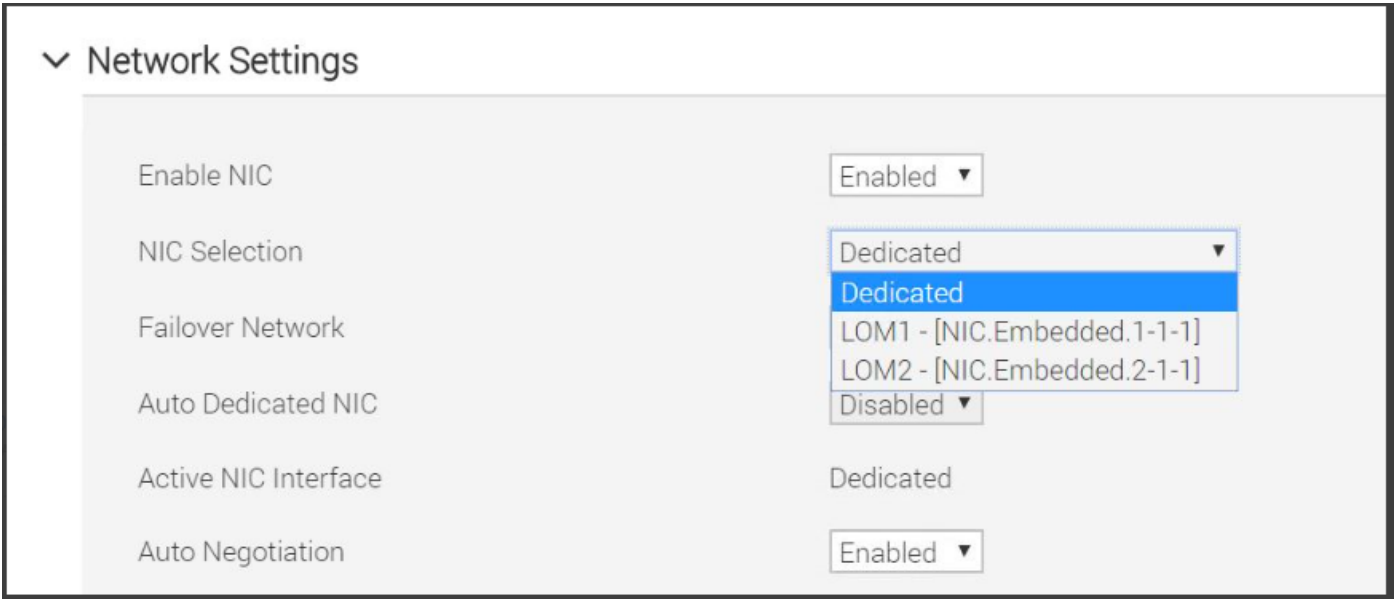 Network Settings
Enable NIC
Enabled
NIC Selection
Dedicated
Dedicated
LOM1 - [NIC.Embedded.1-1-1]
LOM2 - [NIC.Embedded.2-1-1]
Failover Network
Auto Dedicated NIC
Disabled
Active NIC Interface
Dedicated
Auto Negotiation
Enabled